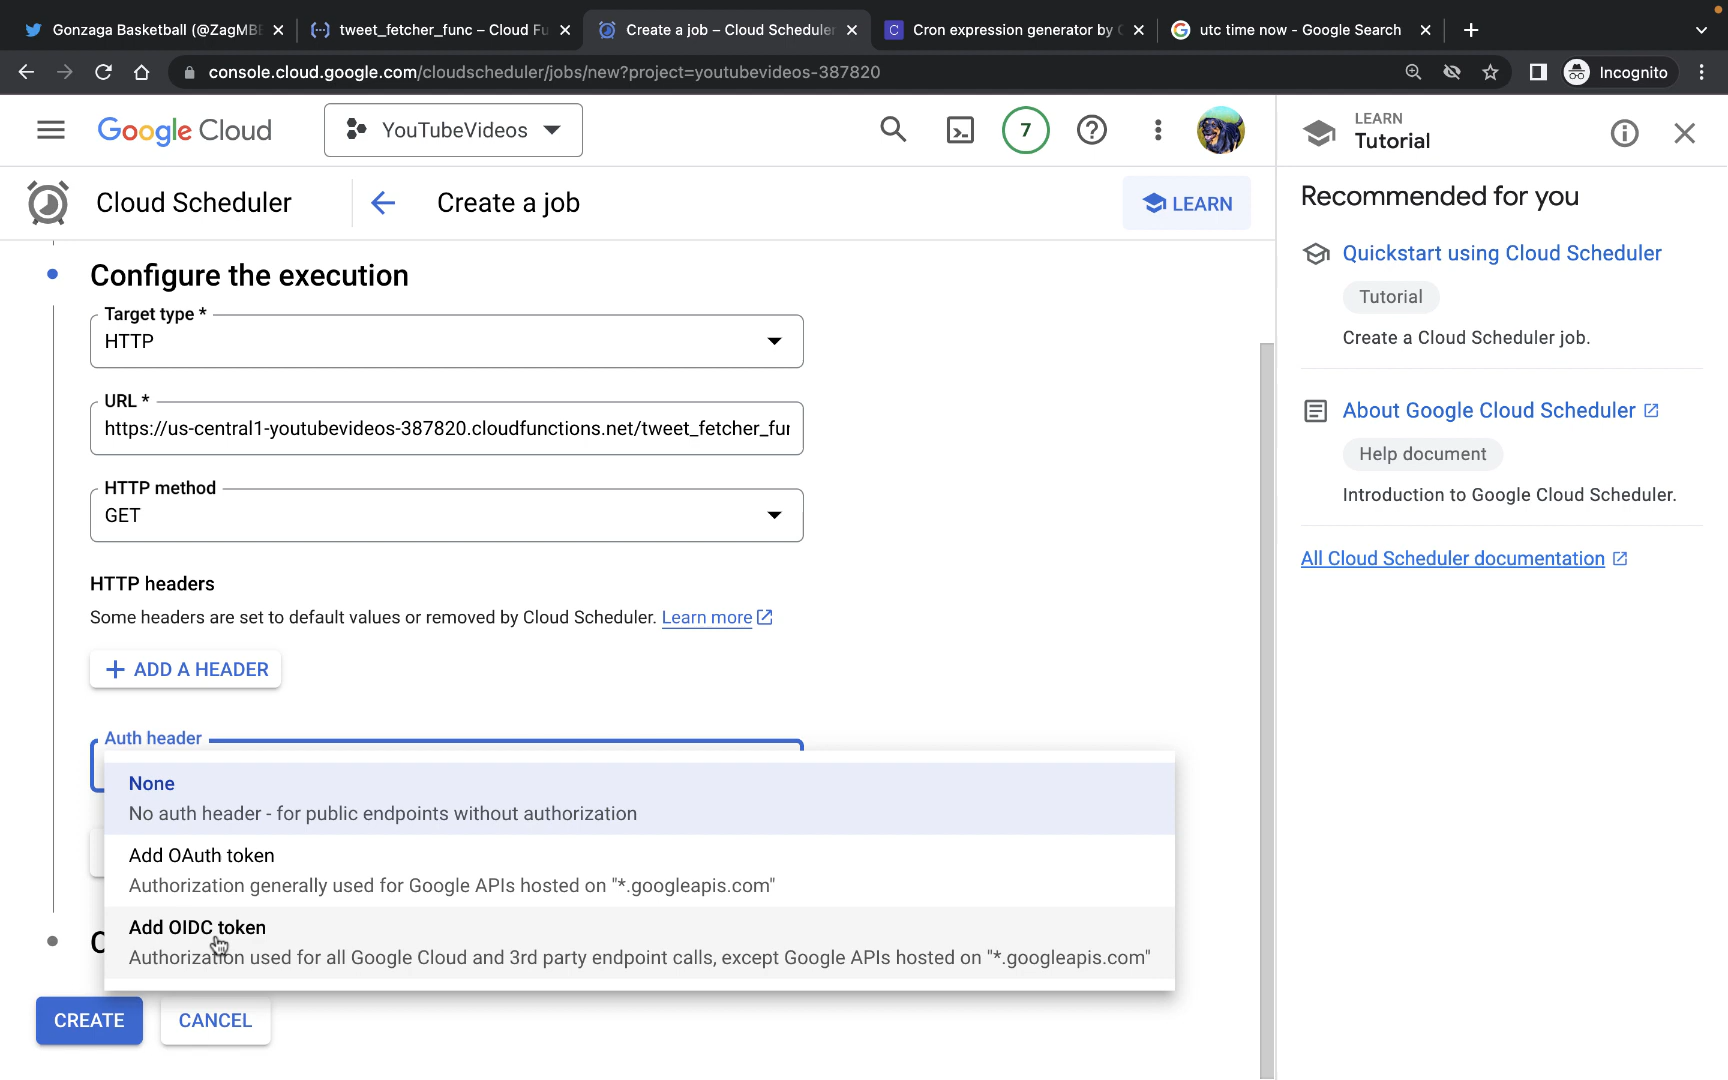 Gonzaga Basketball (@ZagMBB
tweet_fetcher_func – Cloud Fu
Create a job – Cloud Scheduler
Cron expression generator by C
utc time now - Google Search
console.cloud.google.com/cloudscheduler/jobs/new?project=youtubevideos-387820
Incognito
Google Cloud
YouTubeVideos
7
LEARN
Tutorial
Cloud Scheduler
Create a job
LEARN
Recommended for you
Quickstart using Cloud Scheduler
Tutorial
Create a Cloud Scheduler job.
About Google Cloud Scheduler
Help document
Introduction to Google Cloud Scheduler.
All Cloud Scheduler documentation
Configure the execution
Target type *
HTTP
URL *
https://us-central1-youtubevideos-387820.cloudfunctions.net/tweet_fetcher_fun
HTTP method
GET
HTTP headers
Some headers are set to default values or removed by Cloud Scheduler. Learn more
+ ADD A HEADER
Auth header
None
No auth header - for public endpoints without authorization
Add OAuth token
Authorization generally used for Google APIs hosted on "*.googleapis.com"
Add OIDC token
Authorization used for all Google Cloud and 3rd party endpoint calls, except Google APIs hosted on "*.googleapis.com"
C
CREATE
CANCEL